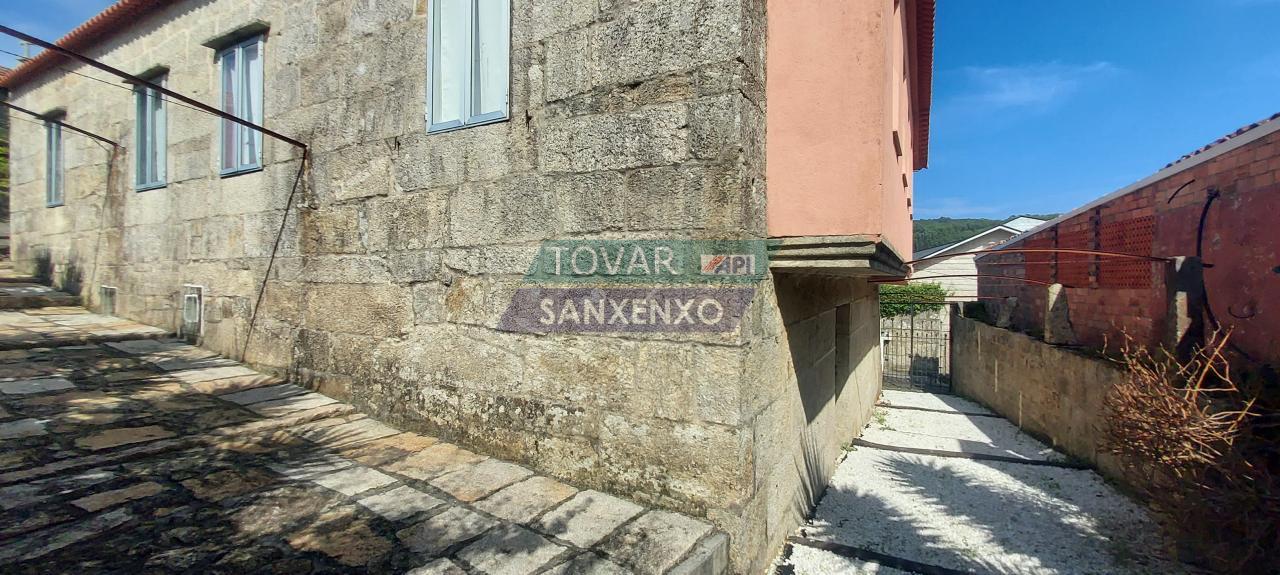 TOVAR API
SANXENXO